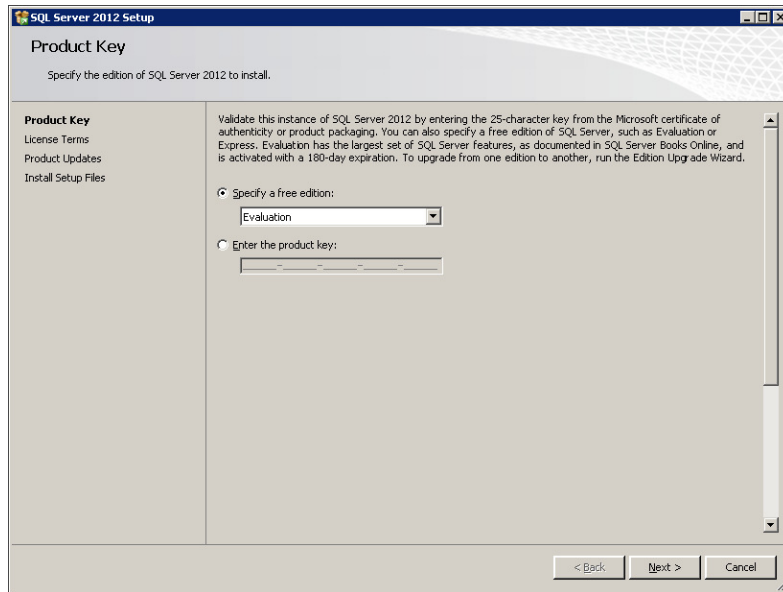 SQL Server 2012 Setup
Product Key
Specify the edition of SQL Server 2012 to install.
Product Key
License Terms
Product Updates
Install Setup Files
Validate this instance of SQL Server 2012 by entering the 25-character key from the Microsoft certificate of
authenticity or product packaging. You can also specify a free edition of SQL Server, such as Evaluation or
Express. Evaluation has the largest set of SQL Server features, as documented in SQL Server Books Online, and
is activated with a 180-day expiration. To upgrade from one edition to another, run the Edition Upgrade Wizard.
Specify a free edition:
Evaluation
Enter the product key:
_____-_____-_____-_____-_____
< Back Next > Cancel